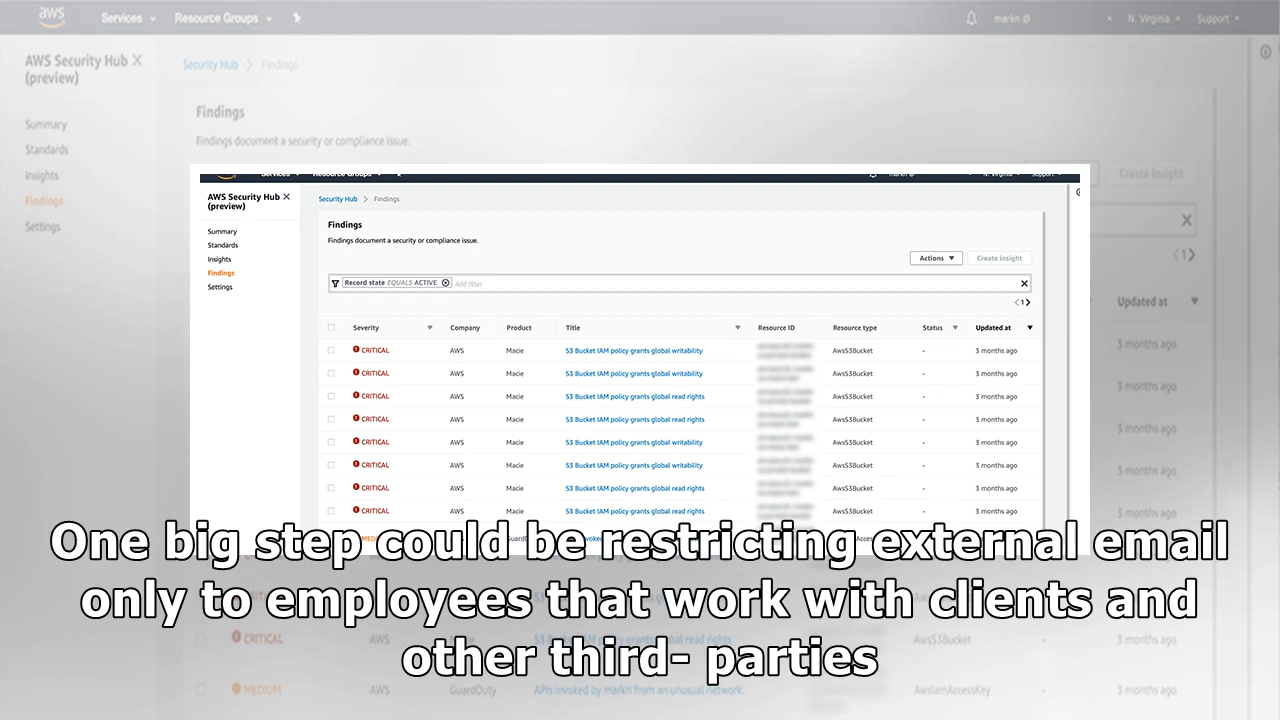 aws Services Resource Groups markn @ N. Virginia Support
AWS Security Hub
(preview)
Security Hub > Findings
Summary
Standards
Insights
Findings
Settings
Findings
Findings document a security or compliance issue.
Create insight
1
Updated at
3 months ago
3 months ago
3 months ago
3 months ago
3 months ago
Services Resource Groups markn @ N. Virginia Support
AWS Security Hub
(preview)
Summary
Standards
Insights
Findings
Settings
Security Hub > Findings
Findings
Findings document a security or compliance issue.
Actions Create insight
Record state EQUALS ACTIVE Add filter
1
Severity Company Product Title Resource ID Resource type Status Updated at
CRITICAL AWS Macie S3 Bucket IAM policy grants global writability AwsS3Bucket - 3 months ago
CRITICAL AWS Macie S3 Bucket IAM policy grants global writability AwsS3Bucket - 3 months ago
CRITICAL AWS Macie S3 Bucket IAM policy grants global read rights AwsS3Bucket - 3 months ago
CRITICAL AWS Macie S3 Bucket IAM policy grants global read rights AwsS3Bucket - 3 months ago
CRITICAL AWS Macie S3 Bucket IAM policy grants global writability AwsS3Bucket - 3 months ago
CRITICAL AWS Macie S3 Bucket IAM policy grants global writability AwsS3Bucket - 3 months ago
CRITICAL AWS Macie S3 Bucket IAM policy grants global read rights AwsS3Bucket - 3 months ago
CRITICAL AWS Macie S3 Bucket IAM policy grants global read rights AwsS3Bucket - 3 months ago
One big step could be restricting external email
only to employees that work with clients and
other third- parties
CRITICAL AWS global read rights AwsS3Bucket - 3 months ago
MEDIUM AWS GuardDuty APIs invoked by markn from an unusual network. AwsIamAccessKey - 3 months ago